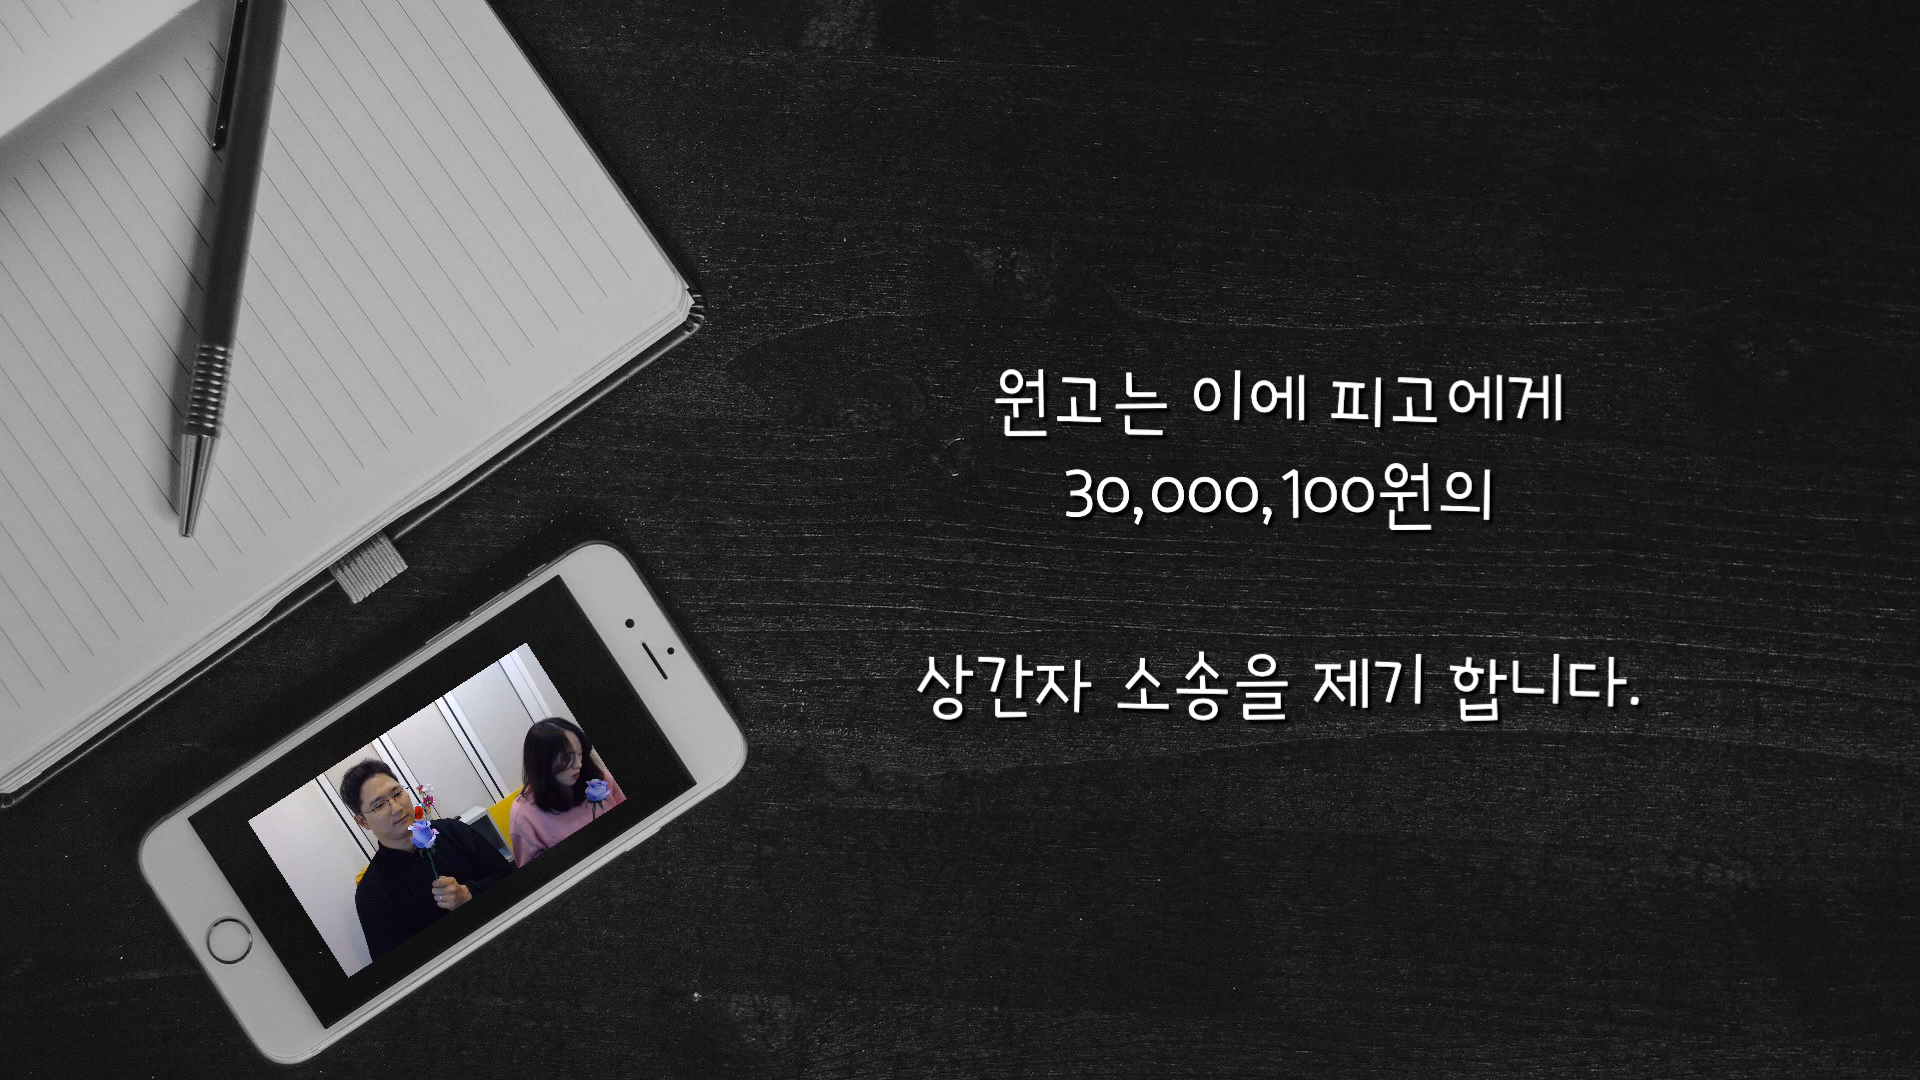 원고는 이에 피고에게
30,000,100원의
상간자 소송을 제기 합니다.